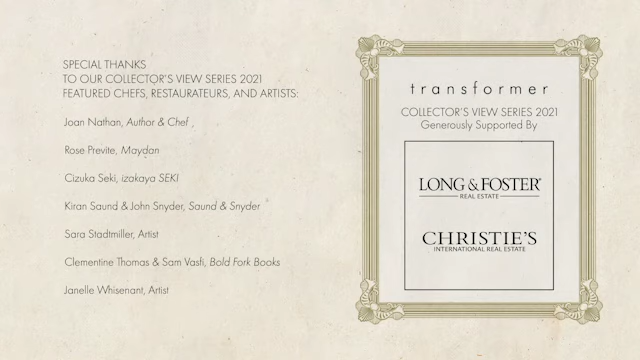 SPECIAL THANKS
TO OUR COLLECTOR'S VIEW SERIES 2021
FEATURED CHEFS, RESTAURATEURS, AND ARTISTS:
Joan Nathan, Author & Chef
Rose Previte, Maydan
Cizuka Seki, izakaya SEKI
Kiran Saund & John Snyder, Saund & Snyder
Sara Stadtmiller, Artist
Clementine Thomas & Sam Vasfi, Bold Fork Books
Janelle Whisenant, Artist
transformer
COLLECTOR'S VIEW SERIES 2021
Generously Supported By
LONG & FOSTER®
REAL ESTATE
CHRISTIE'S
INTERNATIONAL REAL ESTATE